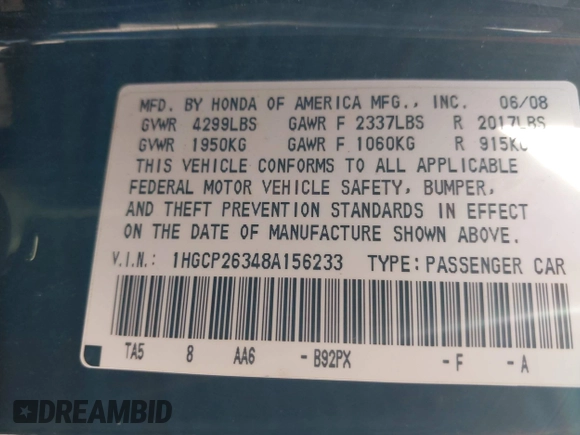 MFD. BY HONDA OF AMERICA MFG., INC. 06/08
GVWR 4299LBS GAWR F 2337LBS R 2017LBS
GVWR 1950KG GAWR F 1060KG R 915KG
THIS VEHICLE CONFORMS TO ALL APPLICABLE
FEDERAL MOTOR VEHICLE SAFETY, BUMPER,
AND THEFT PREVENTION STANDARDS IN EFFECT
ON THE DATE OF MANUFACTURE SHOWN ABOVE.
V.I.N.: 1HGCP26348A156233 TYPE: PASSENGER CAR
TA5 8 AA6 -B92PX -F -A
DREAMBID